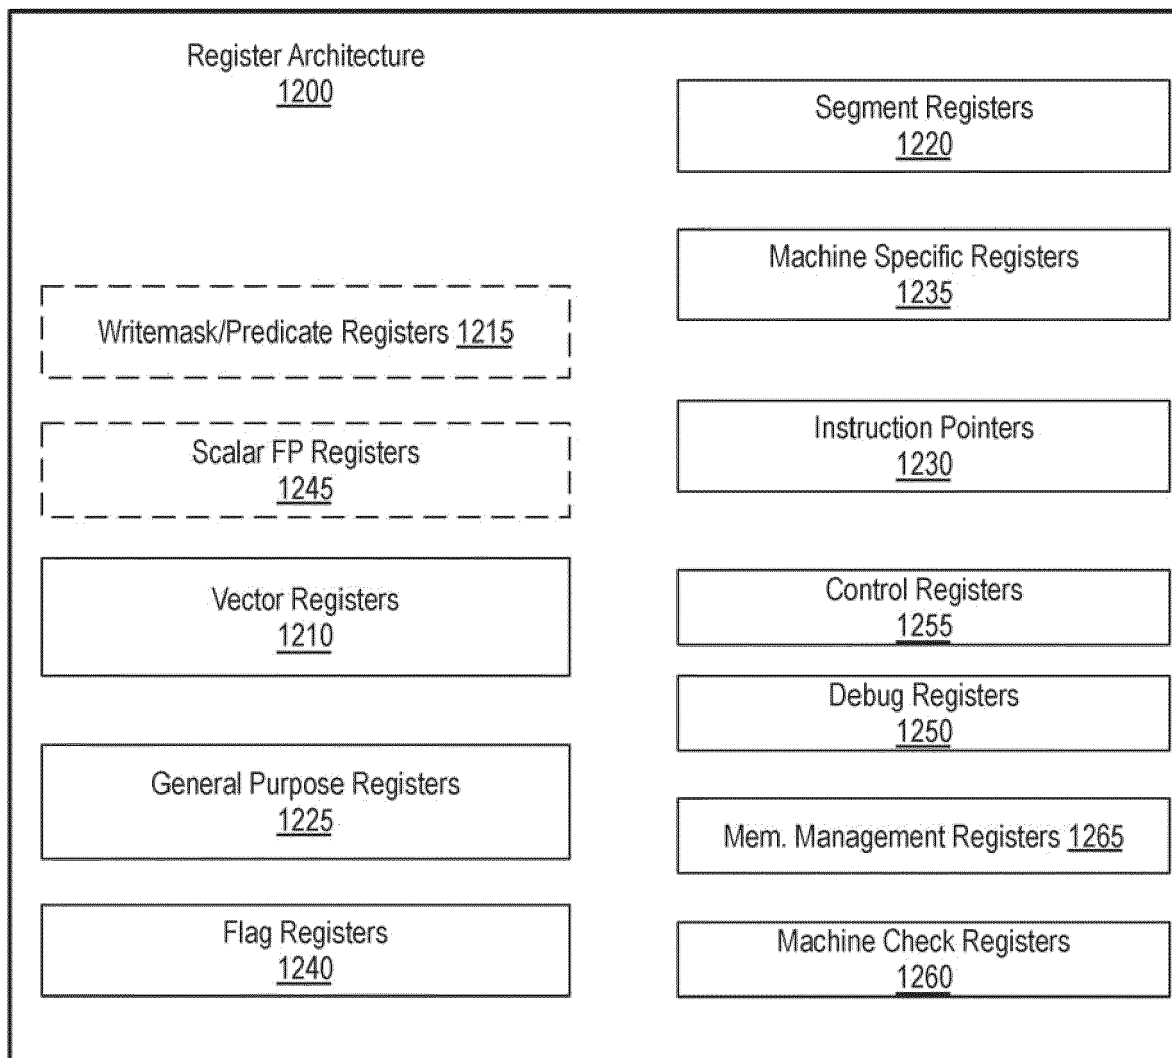 Register Architecture
1200
Writemask/Predicate Registers 1215
Scalar FP Registers
1245
Vector Registers
1210
General Purpose Registers
1225
Flag Registers
1240
Segment Registers
1220
Machine Specific Registers
1235
Instruction Pointers
1230
Control Registers
1255
Debug Registers
1250
Mem. Management Registers 1265
Machine Check Registers
1260